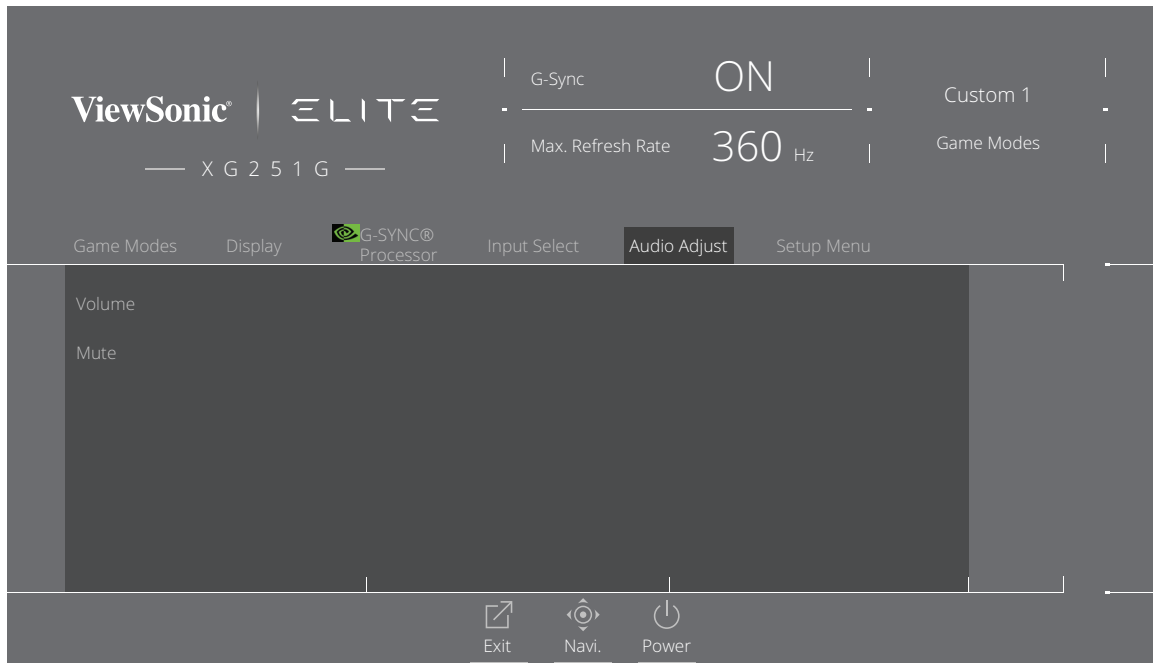 ViewSonic® ELITE
XG251G
G-Sync ON
Max. Refresh Rate 360 Hz
Custom 1
Game Modes
Game Modes
Display
G-SYNC®
Processor
Input Select
Audio Adjust
Setup Menu
Volume
Mute
Exit
Navi.
Power